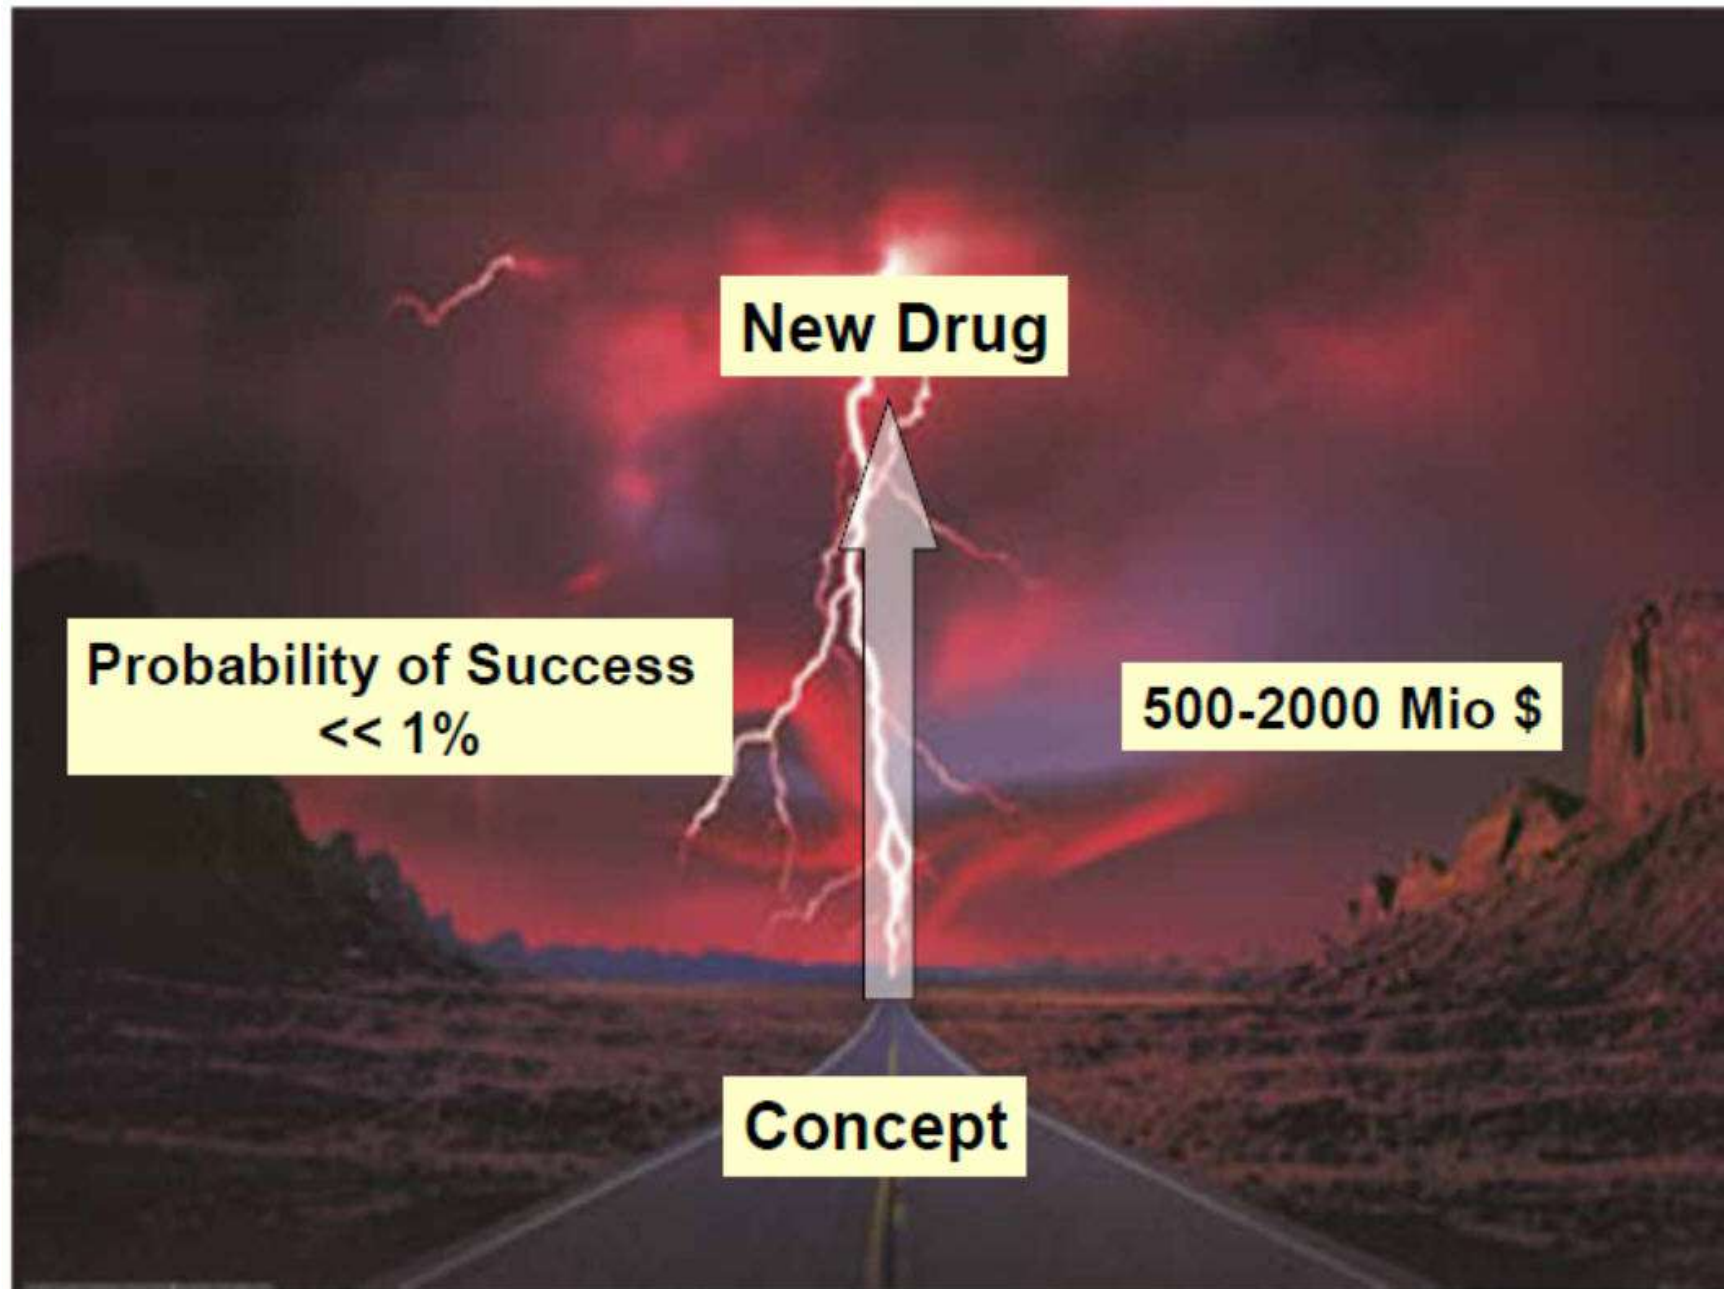 New Drug
Probability of Success
<< 1%
500-2000 Mio $
Concept